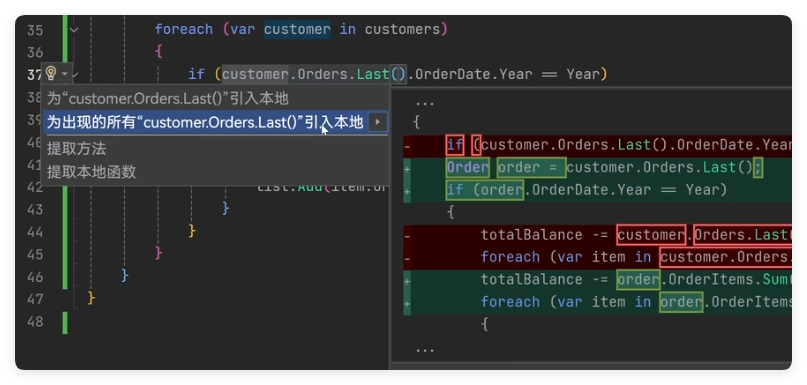 35 foreach (var customer in customers)
36 {
37 if (customer.Orders.Last().OrderDate.Year == Year)
为“customer.Orders.Last()”引入本地
为出现的所有“customer.Orders.Last()”引入本地
提取方法
提取本地函数
42 List.Add(item.Or
43 }
44 }
45 }
46 }
47 }
48
...
{
- if (customer.Orders.Last().OrderDate.Year
+ Order order = customer.Orders.Last();
+ if (order.OrderDate.Year == Year)
{
- totalBalance -= customer.Orders.Last(
- foreach (var item in customer.Orders.
+ totalBalance -= order.OrderItems.Sum(
+ foreach (var item in order.OrderItems
{
...